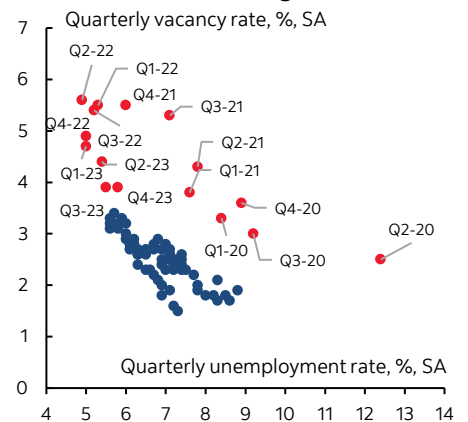 Quarterly vacancy rate, %, SA
7
6
5
4
3
2
1
0
Q2-22
Q1-22
Q4-21
Q3-21
Q4-22
Q3-22
Q2-21
Q1-23
Q2-23
Q1-21
Q3-23
Q4-23
Q4-20
Q1-20
Q3-20
Q2-20
Quarterly unemployment rate, %, SA
4 5 6 7 8 9 10 11 12 13 14